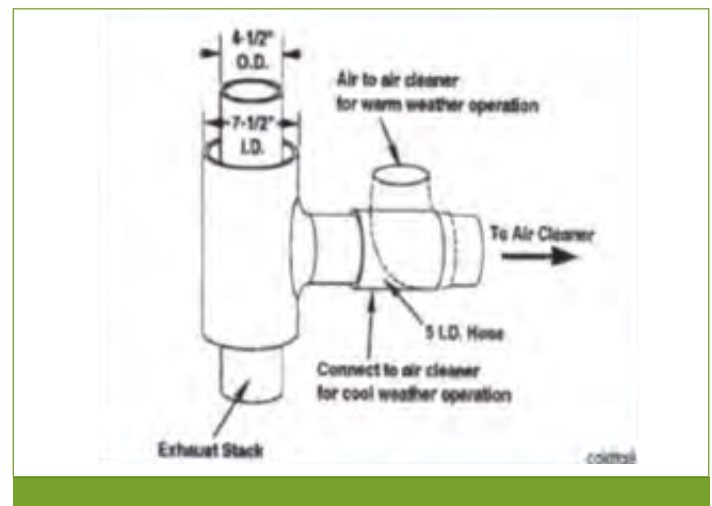 4-1/2"
O.D.
7-1/2"
I.D.
Air to air cleaner
for warm weather operation
To Air Cleaner
5 I.D. Hose
Connect to air cleaner
for cool weather operation
Exhaust Stack